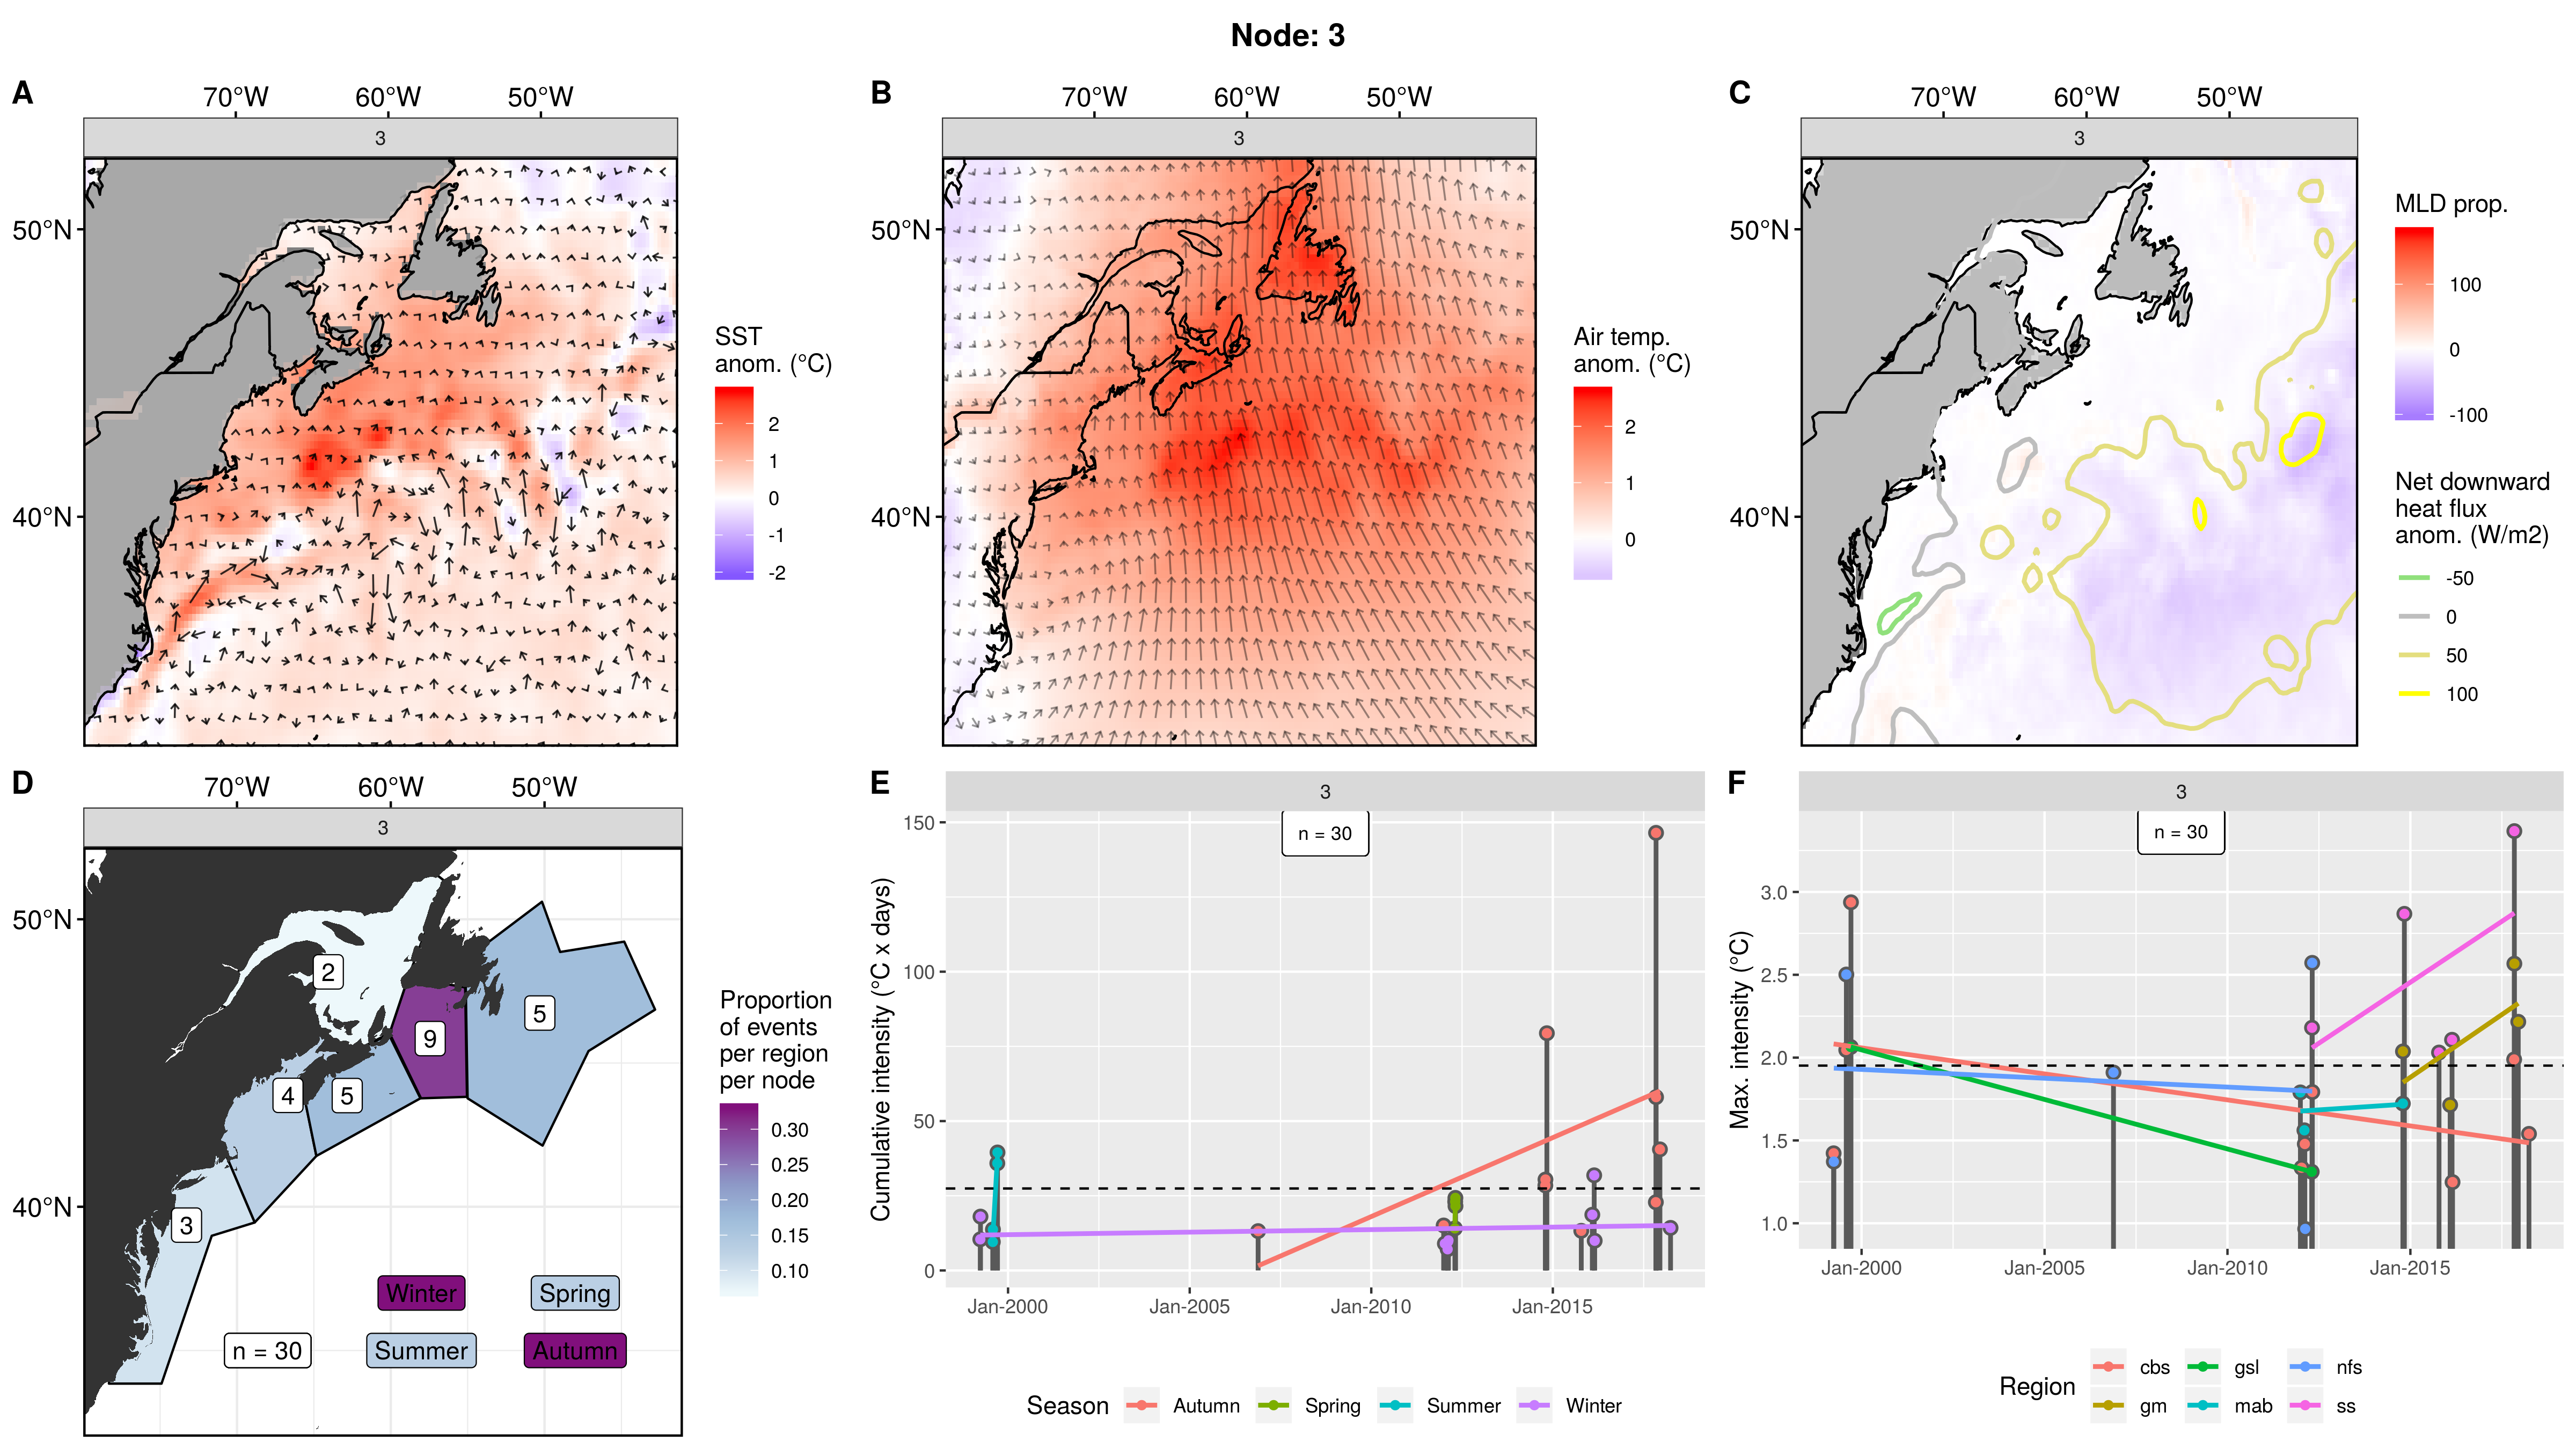 Node: 3
A
70°W 60°W 50°W
3
50°N
40°N
SST
anom. (°C)
2
1
0
-1
-2
B
70°W 60°W 50°W
3
50°N
40°N
Air temp.
anom. (°C)
2
1
0
C
70°W 60°W 50°W
3
50°N
40°N
MLD prop.
100
0
-100
Net downward
heat flux
anom. (W/m2)
-50
0
50
100
D
70°W 60°W 50°W
3
50°N
40°N
2
9
5
4
5
3
Winter
Spring
n = 30
Summer
Autumn
Proportion
of events
per region
per node
0.30
0.25
0.20
0.15
0.10
E
3
n = 30
Cumulative intensity (°C x days)
150
100
50
0
Jan-2000 Jan-2005 Jan-2010 Jan-2015
Season Autumn Spring Summer Winter
F
3
n = 30
Max. intensity (°C)
3.0
2.5
2.0
1.5
1.0
Jan-2000 Jan-2005 Jan-2010 Jan-2015
Region
cbs gsl nfs
gm mab ss